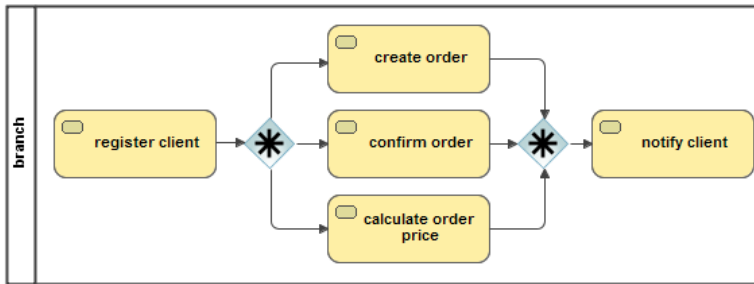 branch
register client
create order
confirm order
calculate order
price
notify client